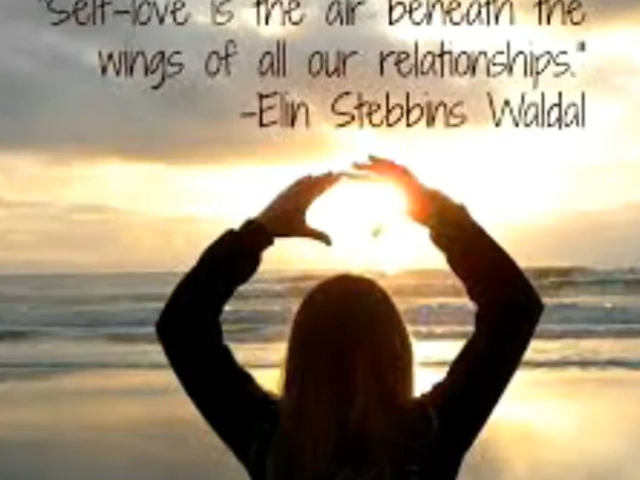 "Self-love is the air beneath the
wings of all our relationships."
-Elin Stebbins Waldal